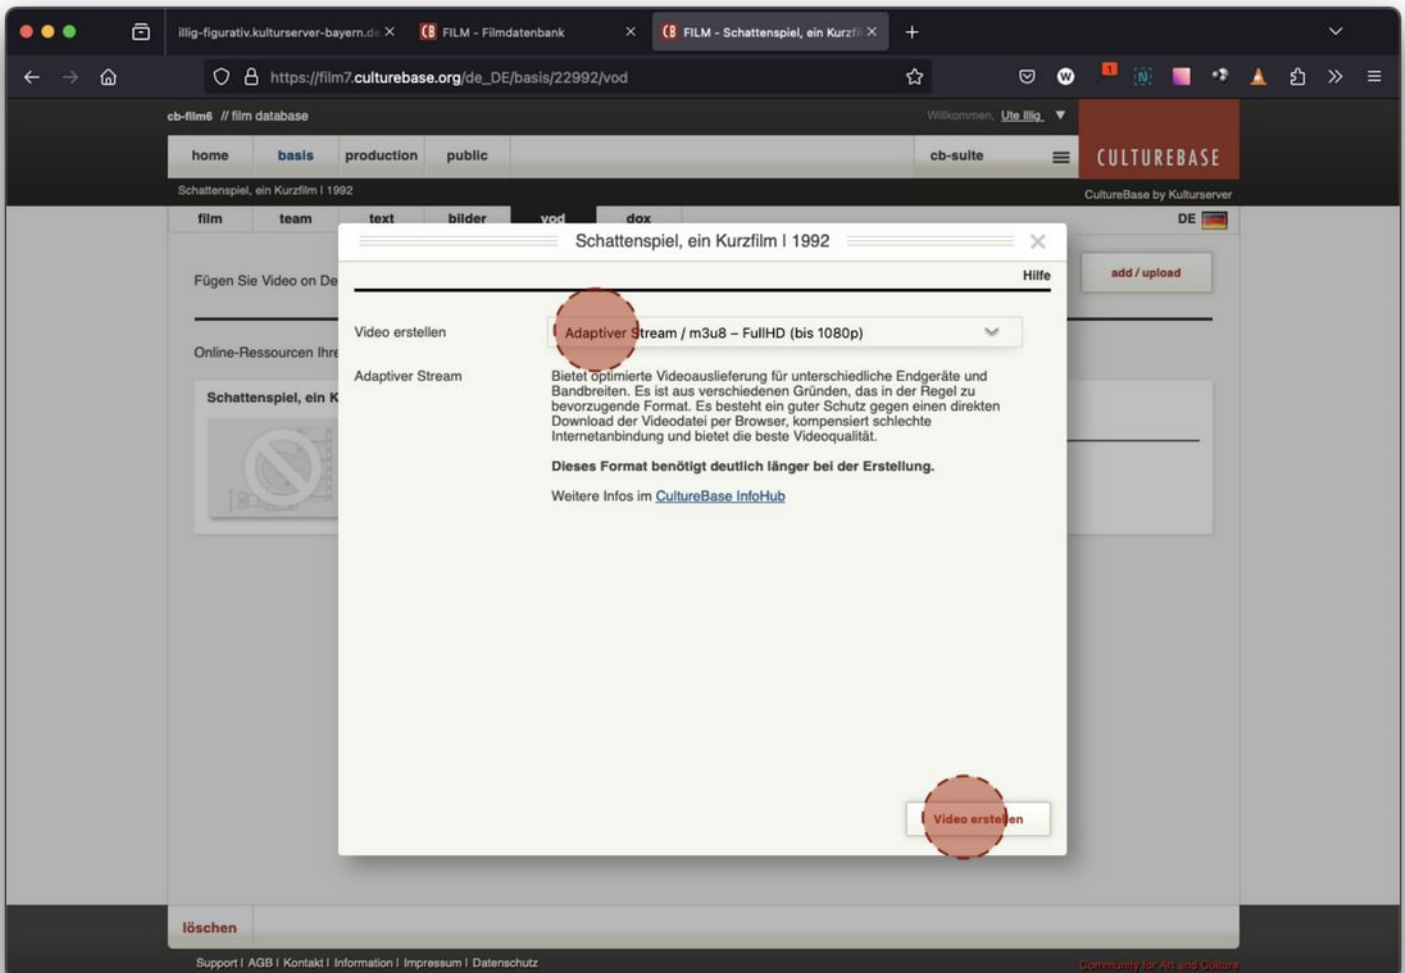 illig-figurativ.kulturserver-bayern.de
FILM - Filmdatenbank
FILM - Schattenspiel, ein Kurzfil
https://film7.culturebase.org/de_DE/basis/22992/vod
cb-film6 // film database
Willkommen, Ute Illig
home basis production public
cb-suite
CULTUREBASE
Schattenspiel, ein Kurzfilm | 1992
CultureBase by Kulturserver
film team text bilder vod dox
DE
Schattenspiel, ein Kurzfilm | 1992
Hilfe
Fügen Sie Video on De
add / upload
Video erstellen
Adaptiver Stream / m3u8 – FullHD (bis 1080p)
Online-Ressourcen Ihre
Adaptiver Stream
Bietet optimierte Videoauslieferung für unterschiedliche Endgeräte und
Bandbreiten. Es ist aus verschiedenen Gründen, das in der Regel zu
bevorzugende Format. Es besteht ein guter Schutz gegen einen direkten
Download der Videodatei per Browser, kompensiert schlechte
Internetanbindung und bietet die beste Videoqualität.
Schattenspiel, ein K
Dieses Format benötigt deutlich länger bei der Erstellung.
Weitere Infos im CultureBase InfoHub
Video erstellen
löschen
Support | AGB | Kontakt | Information | Impressum | Datenschutz
Community for Art and Culture